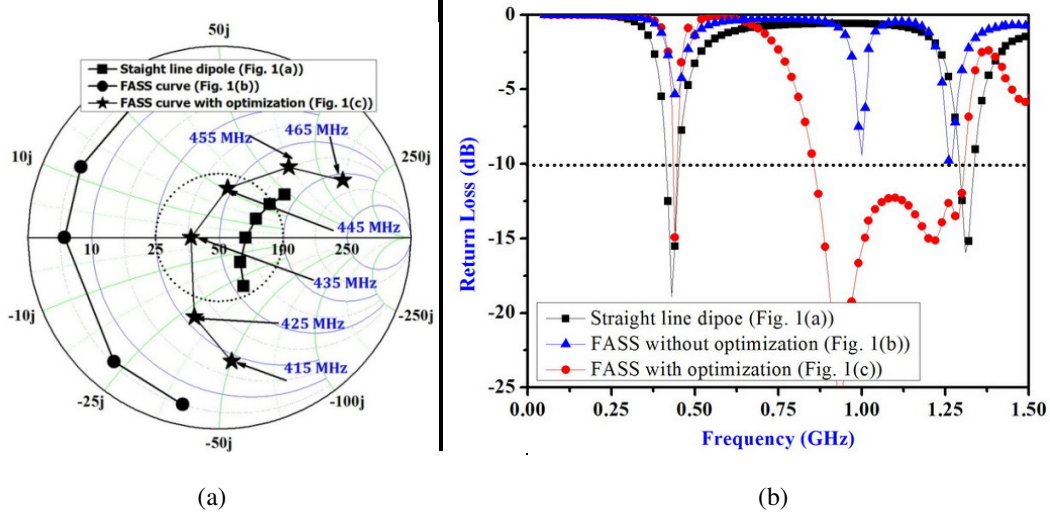 50j
Staight line dipole (Fig. 1(a))
FASS curve (Fig. 1(b))
FASS curve with optimization (Fig. 1(c))
455 MHz
465 MHz
10j
250j
445 MHz
10
25
50
100
250
435 MHz
-10j
-250j
425 MHz
415 MHz
-25j
-100j
-50j
(a)
Return Loss (dB)
0
-5
-10
-15
-20
-25
Straight line dipoe (Fig. 1(a))
FASS without optimization (Fig. 1(b))
FASS with optimization (Fig. 1(c))
0.00
0.25
0.50
0.75
1.00
1.25
1.50
Frequency (GHz)
(b)